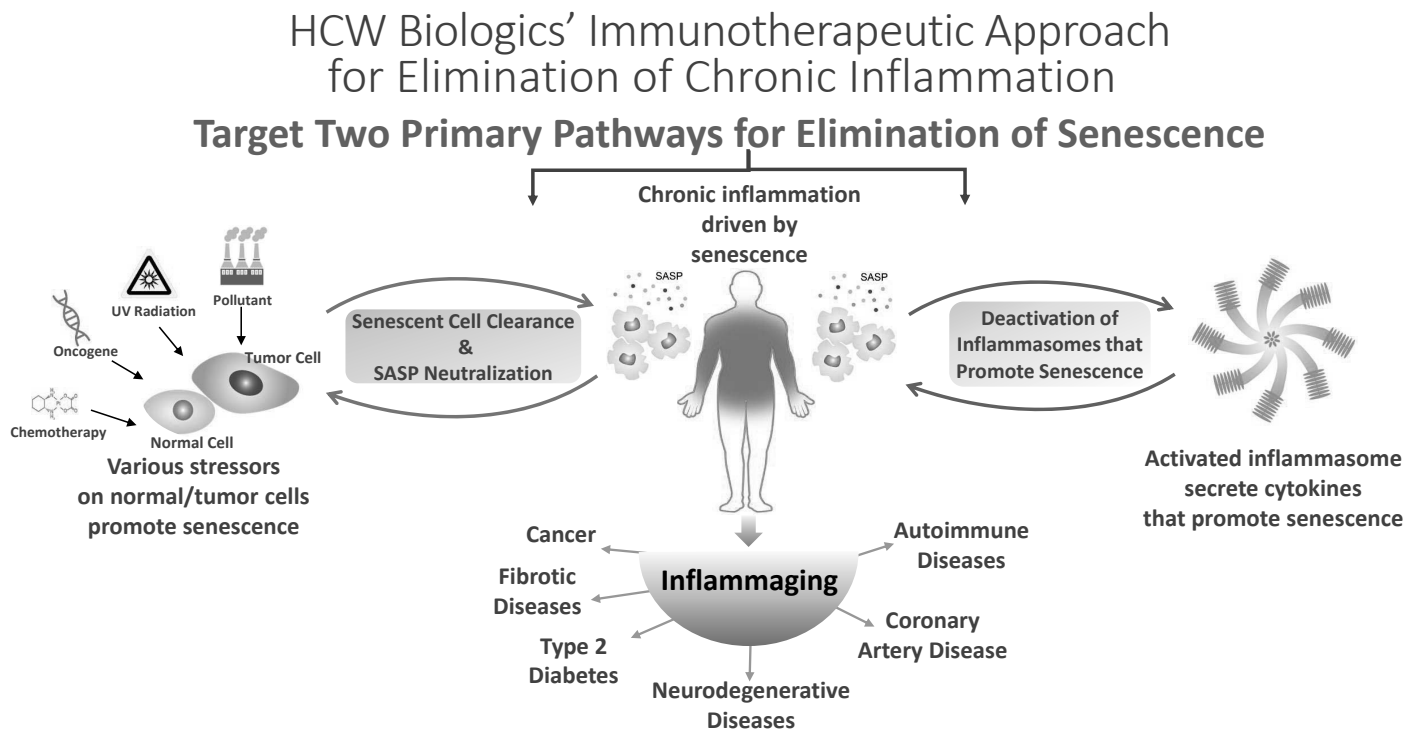 HCW Biologics’ Immunotherapeutic Approach
for Elimination of Chronic Inflammation
Target Two Primary Pathways for Elimination of Senescence
Chronic inflammation
driven by
senescence
Pollutant
UV Radiation
Oncogene
Tumor Cell
Chemotherapy
Normal Cell
Various stressors
on normal/tumor cells
promote senescence
Senescent Cell Clearance
&
SASP Neutralization
SASP
SASP
Deactivation of
Inflammasomes that
Promote Senescence
Activated inflammasome
secrete cytokines
that promote senescence
Inflammaging
Cancer
Fibrotic
Diseases
Type 2
Diabetes
Neurodegenerative
Diseases
Coronary
Artery Disease
Autoimmune
Diseases